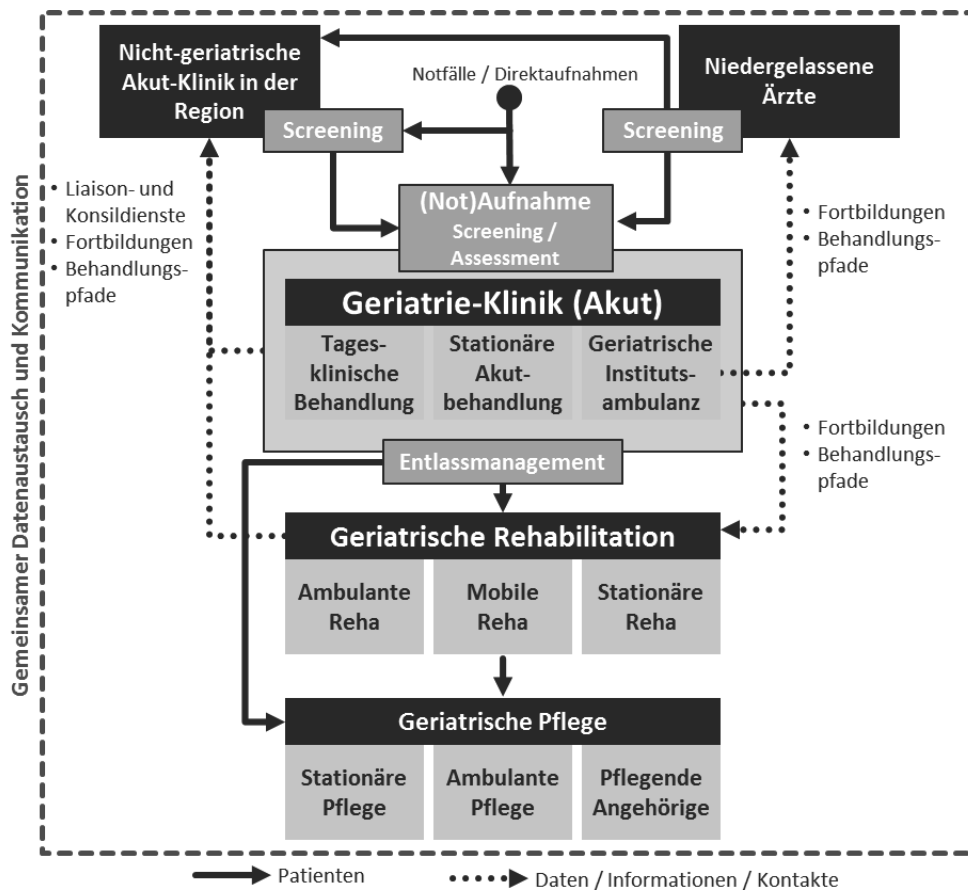 Gemeinsamer Datenaustausch und Kommunikation
Nicht-geriatrische
Akut-Klinik in der
Region
Screening
Notfälle / Direktaufnahmen
Niedergelassene
Ärzte
Screening
• Liaison- und
Konsildienste
• Fortbildungen
• Behandlungs-
pfade
(Not)Aufnahme
Screening /
Assessment
• Fortbildungen
• Behandlungs-
pfade
Geriatrie-Klinik (Akut)
Tages-
klinische
Behandlung
Stationäre
Akut-
behandlung
Geriatrische
Instituts-
ambulanz
• Fortbildungen
• Behandlungs-
pfade
Entlassmanagement
Geriatrische Rehabilitation
Ambulante
Reha
Mobile
Reha
Stationäre
Reha
Geriatrische Pflege
Stationäre
Pflege
Ambulante
Pflege
Pflegende
Angehörige
Patienten
Daten / Informationen / Kontakte